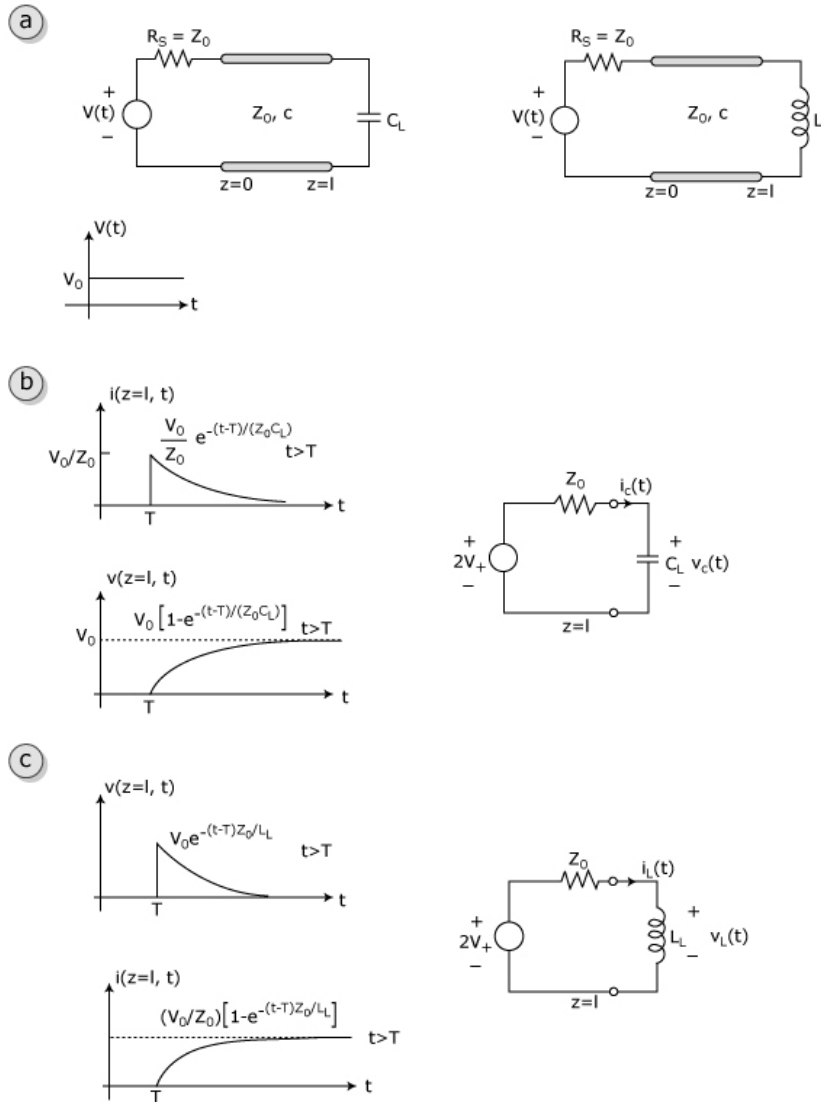 a
R_S = Z_0
R_S = Z_0
+
V(t)
−
Z_0, c
C_L
+
V(t)
−
Z_0, c
L
z=0
z=l
z=0
z=l
V(t)
V_0
t
b
i(z=l, t)
V_0/Z_0
V_0/Z_0 e^{-(t-T)/(Z_0C_L)}
t>T
T
t
Z_0
i_c(t)
+
2V_+
−
+
C_L v_c(t)
−
z=l
v(z=l, t)
V_0[1-e^{-(t-T)/(Z_0C_L)}]
t>T
V_0
T
t
c
v(z=l, t)
V_0e^{-(t-T)Z_0/L_L}
t>T
T
t
Z_0
i_L(t)
+
2V_+
−
+
L_L v_L(t)
−
z=l
i(z=l, t)
(V_0/Z_0)[1-e^{-(t-T)Z_0/L_L}]
t>T
T
t